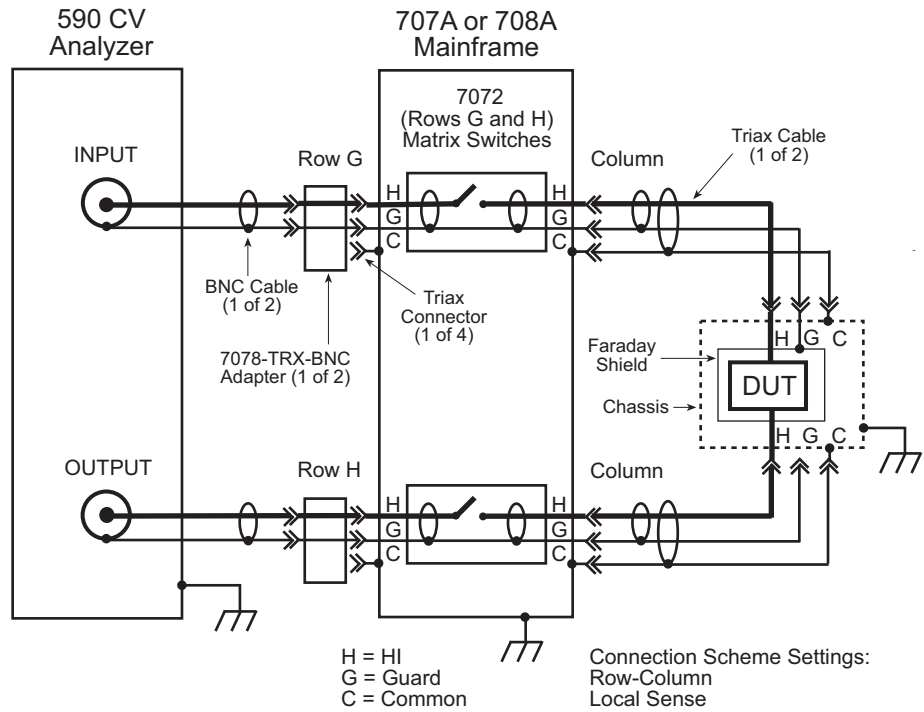 590 CV
Analyzer
707A or 708A
Mainframe
7072
(Rows G and H)
Matrix Switches
Triax Cable
(1 of 2)
INPUT
Row G
Column
H
G
C
H
G
C
BNC Cable
(1 of 2)
Triax
Connector
(1 of 4)
7078-TRX-BNC
Adapter (1 of 2)
Faraday
Shield
Chassis
H G C
DUT
H G C
OUTPUT
Row H
Column
H
G
C
H
G
C
H = HI
G = Guard
C = Common
Connection Scheme Settings:
Row-Column
Local Sense